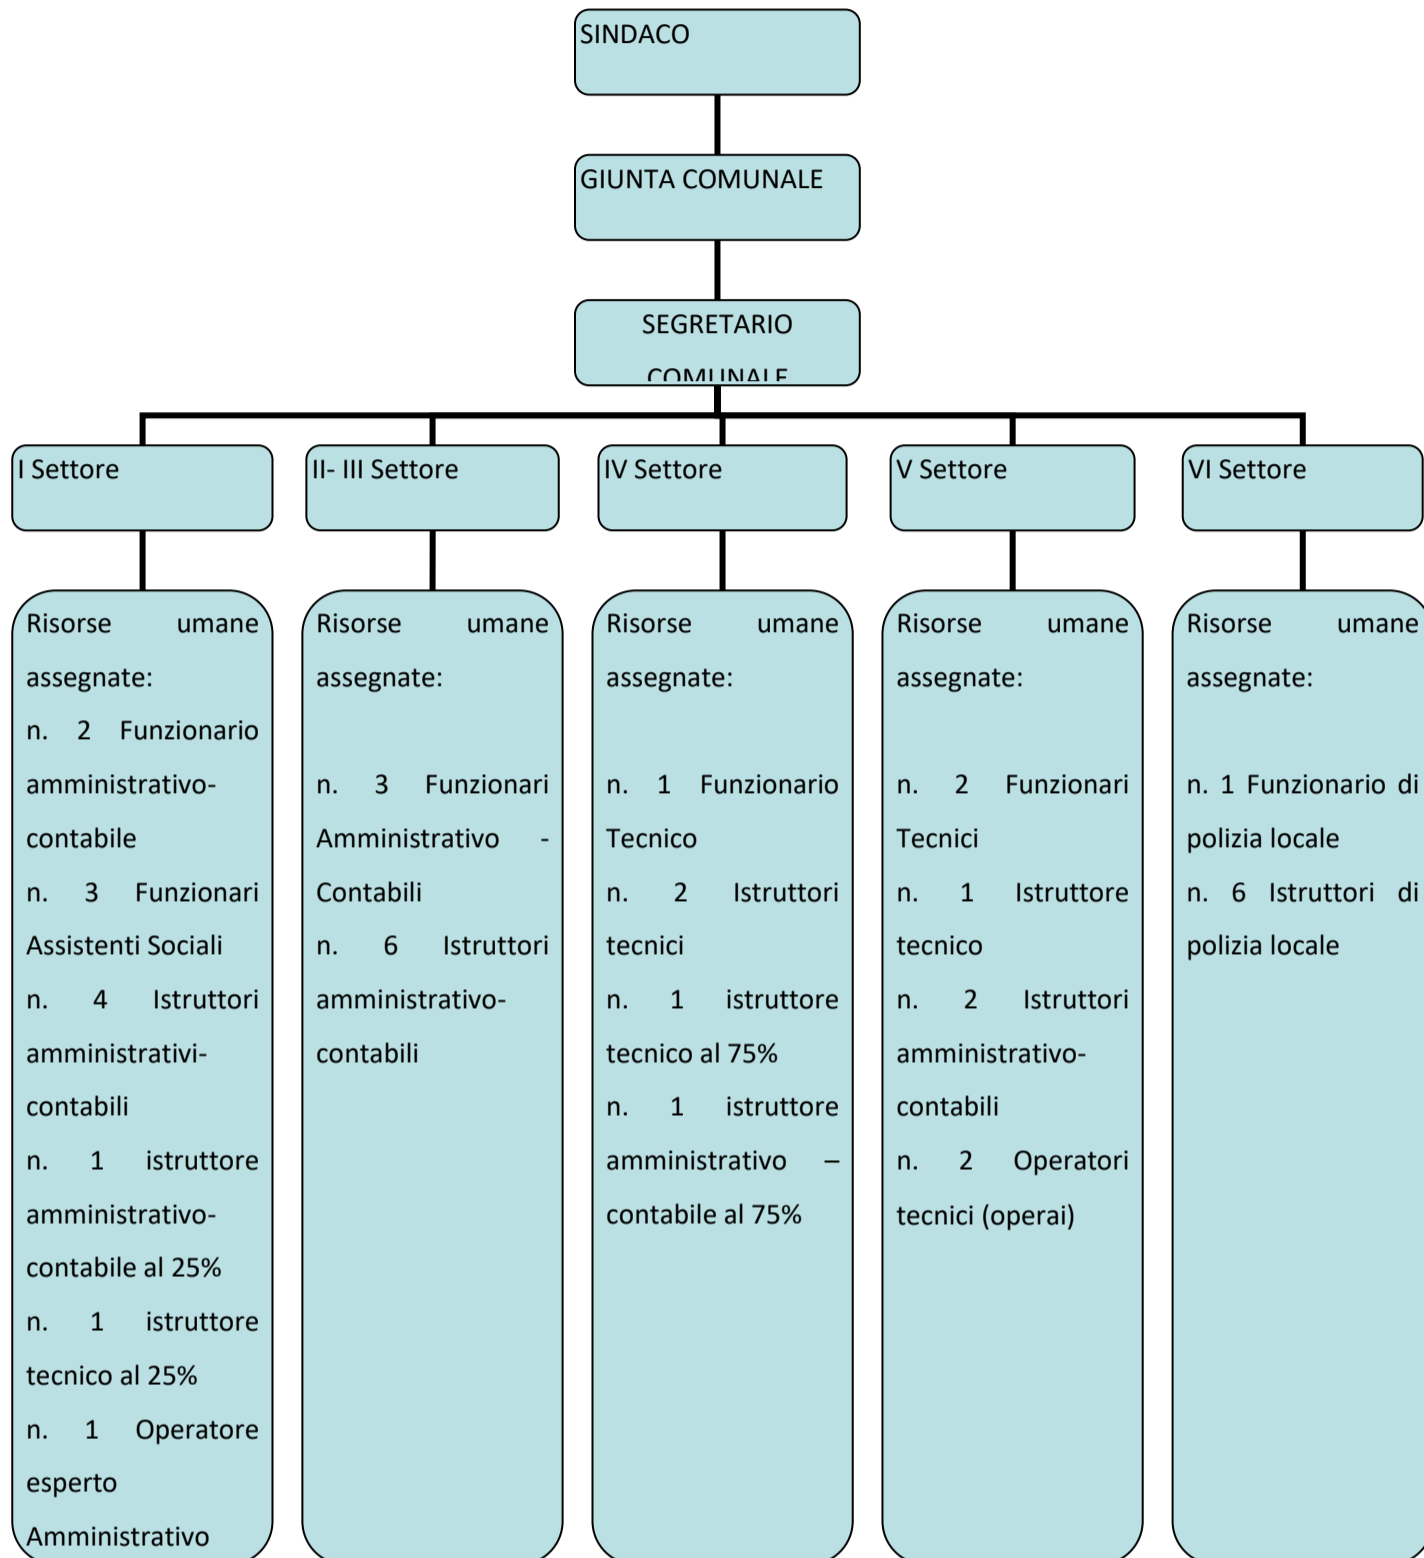 SINDACO
GIUNTA COMUNALE
SEGRETARIO
COMUNALE
I Settore
II- III Settore
IV Settore
V Settore
VI Settore
Risorse umane
assegnate:
n. 2 Funzionario
amministrativo-
contabile
n. 3 Funzionari
Assistenti Sociali
n. 4 Istruttori
amministrativi-
contabili
n. 1 istruttore
amministrativo-
contabile al 25%
n. 1 istruttore
tecnico al 25%
n. 1 Operatore
esperto
Amministrativo
Risorse umane
assegnate:
n. 3 Funzionari
Amministrativo -
Contabili
n. 6 Istruttori
amministrativo-
contabili
Risorse umane
assegnate:
n. 1 Funzionario
Tecnico
n. 2 Istruttori
tecnici
n. 1 istruttore
tecnico al 75%
n. 1 istruttore
amministrativo –
contabile al 75%
Risorse umane
assegnate:
n. 2 Funzionari
Tecnici
n. 1 Istruttore
tecnico
n. 2 Istruttori
amministrativo-
contabili
n. 2 Operatori
tecnici (operai)
Risorse umane
assegnate:
n. 1 Funzionario di
polizia locale
n. 6 Istruttori di
polizia locale